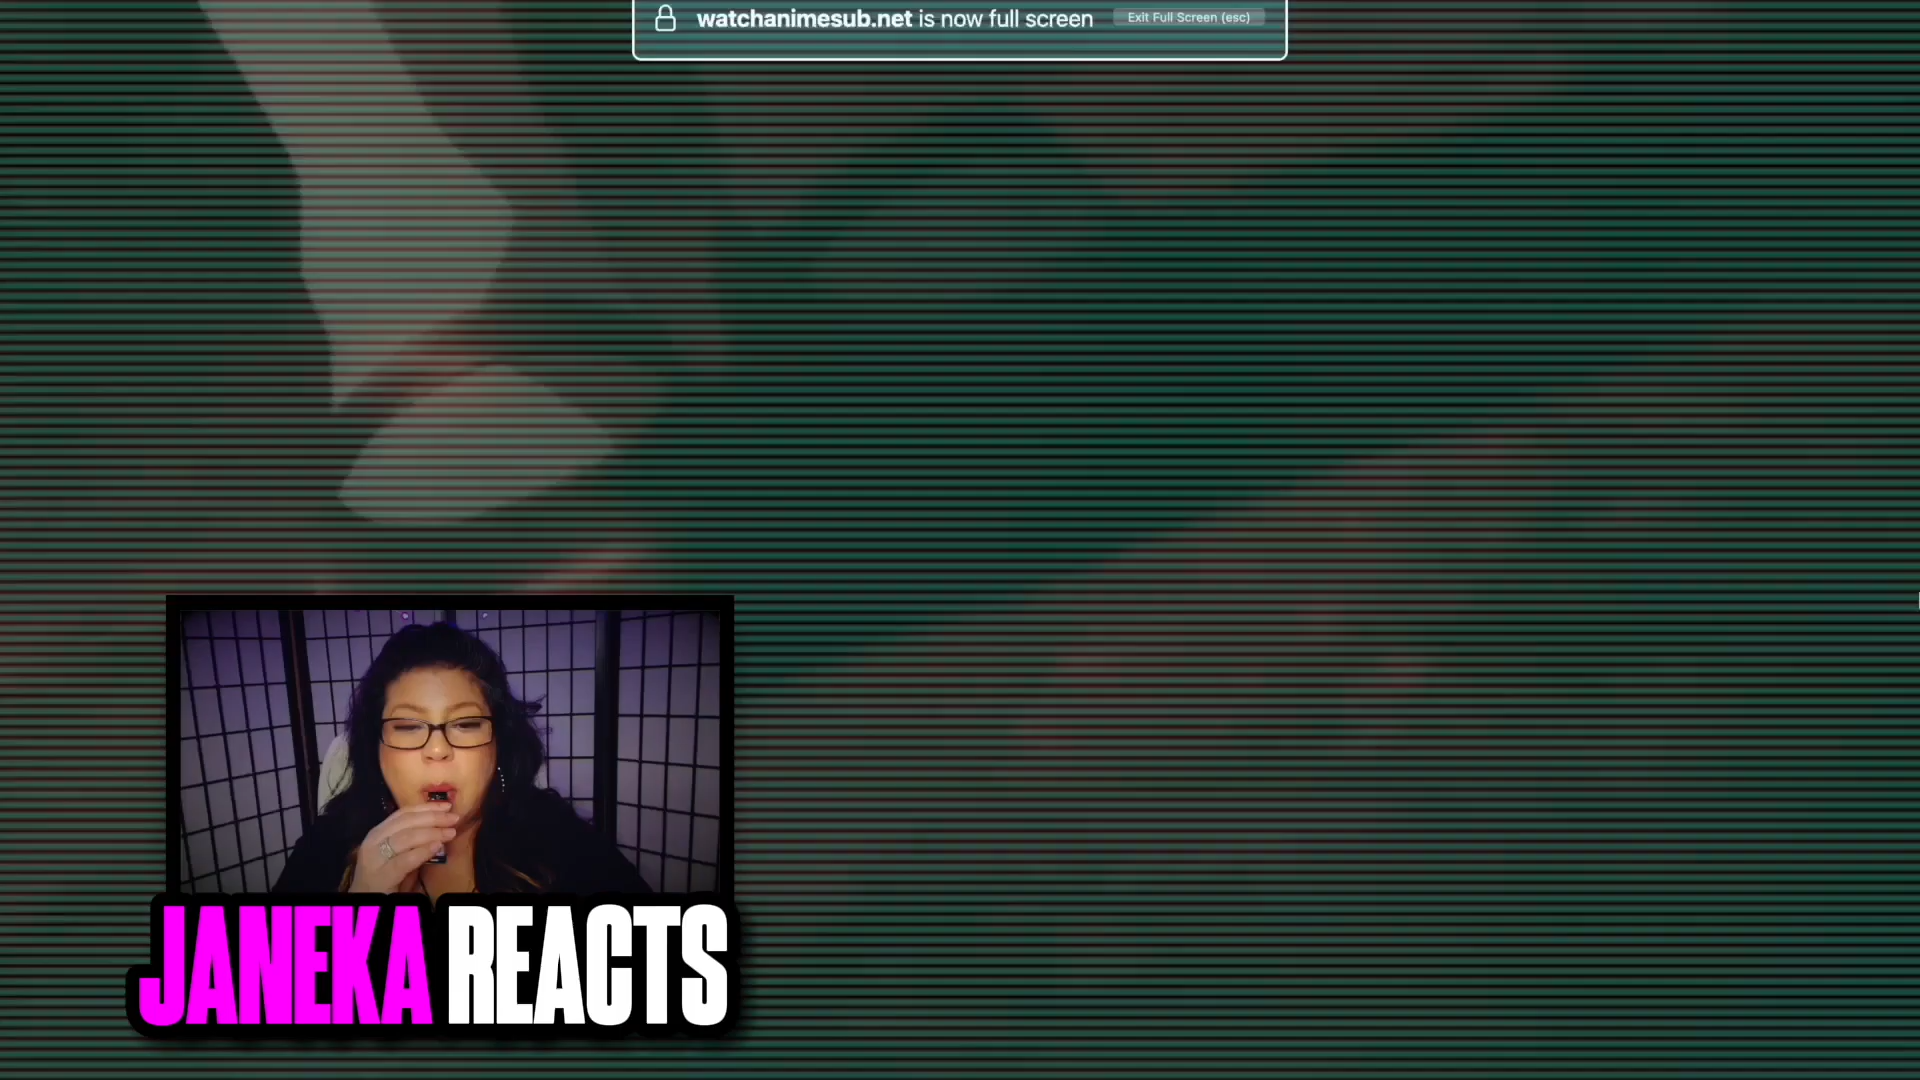 watchanimesub.net is now full screen Exit Full Screen (esc)
JANEKA REACTS